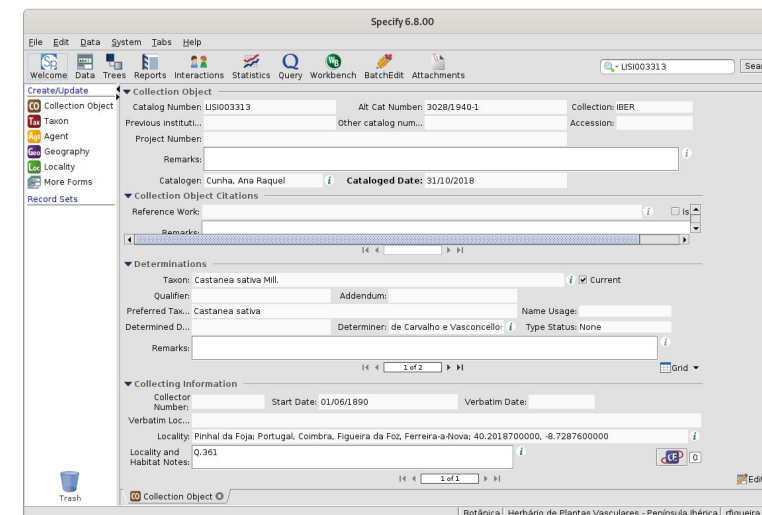 Specify 6.8.00
File Edit Data System Tabs Help
Welcome Data Trees Reports Interactions Statistics Query Workbench BatchEdit Attachments
LISI003313 Sear
Create/Update
Collection Object
Taxon
Agent
Geography
Locality
More Forms
Record Sets
Trash
Collection Object
Catalog Number: LISI003313 Alt Cat Number: 3028/1940-1 Collection: IBER
Previous instituti... Other catalog num... Accession:
Project Number:
Remarks:
Cataloger: Cunha, Ana Raquel Cataloged Date: 31/10/2018
Collection Object Citations
Reference Work: Is
Remarks:
Determinations
Taxon: Castanea sativa Mill. Current
Qualifier: Addendum:
Preferred Tax... Castanea sativa Name Usage:
Determined D... Determiner: de Carvalho e Vasconcello: Type Status: None
Remarks:
1 of 2 Grid
Collecting Information
Collector Number: Start Date: 01/06/1890 Verbatim Date:
Verbatim Loc...
Locality: Pinhal da Foja; Portugal, Coimbra, Figueira da Foz, Ferreira-a-Nova; 40.2018700000, -8.7287600000
Locality and Habitat Notes: Q.361 0
1 of 1 Edit
Collection Object
Botânica Herbário de Plantas Vasculares - Península Ibérica rfigueira